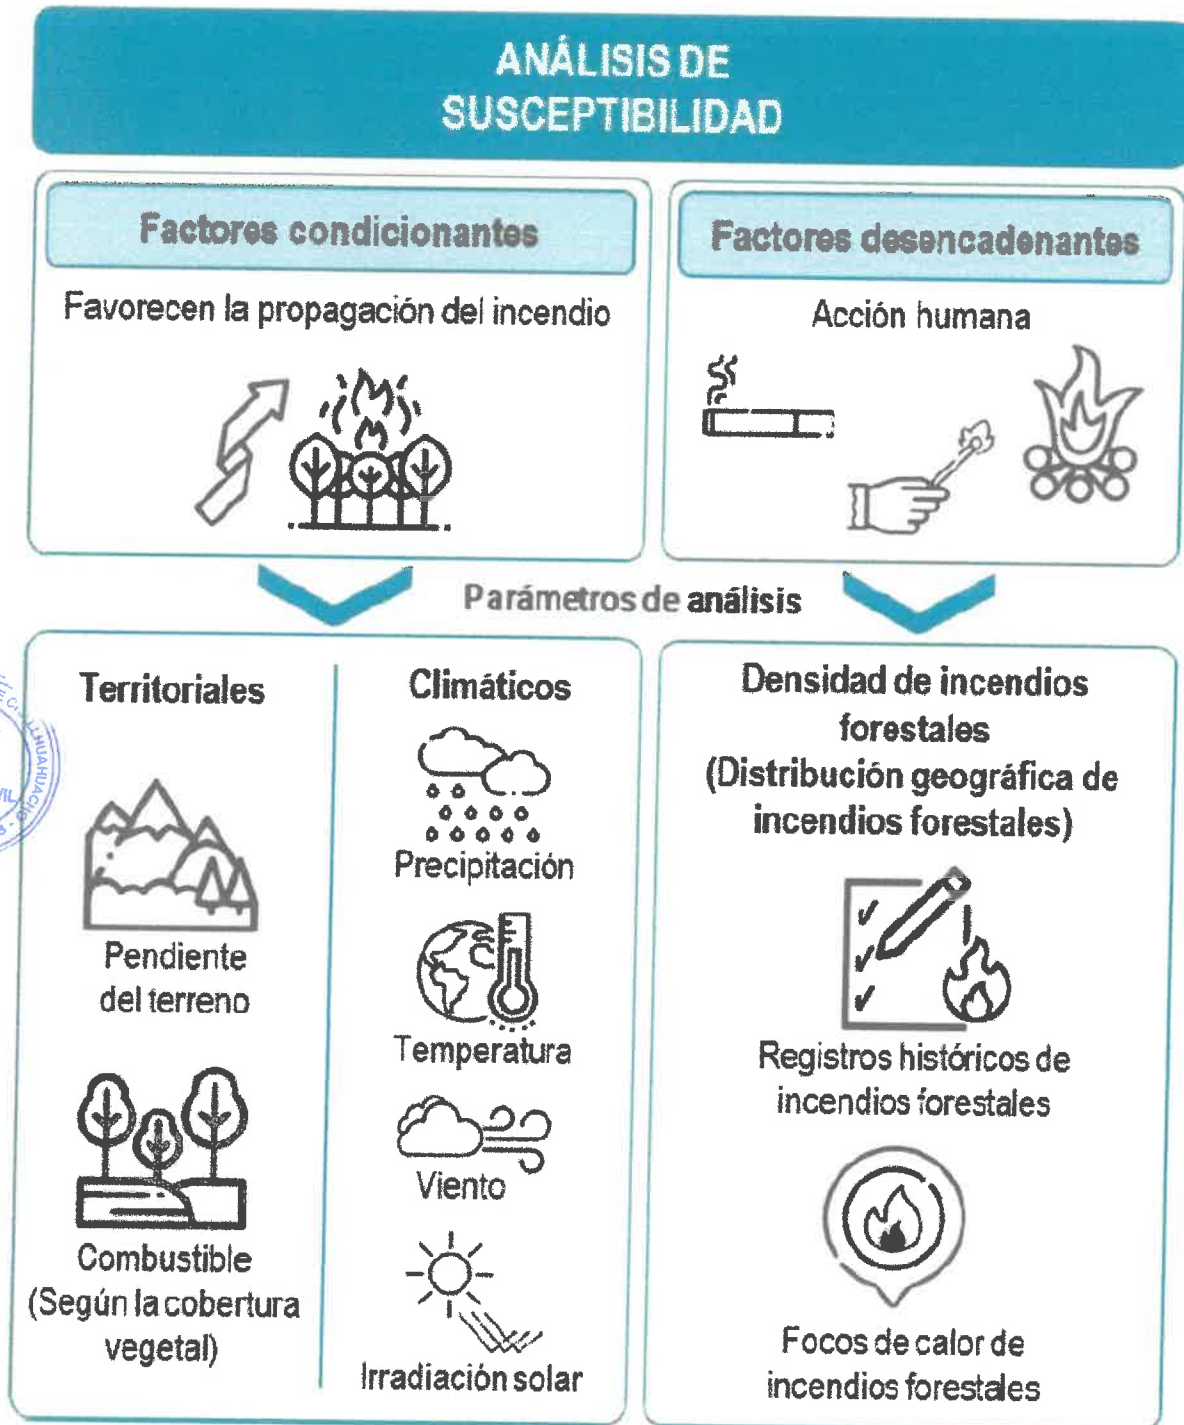 ANÁLISIS DE
SUSCEPTIBILIDAD
Factores condicionantes
Favorecen la propagación del incendio
Factores desencadenantes
Acción humana
Parámetros de análisis
Territoriales
Pendiente
del terreno
Combustible
(Según la cobertura
vegetal)
Climáticos
Precipitación
Temperatura
Viento
Irradiación solar
Densidad de incendios
forestales
(Distribución geográfica de
incendios forestales)
Registros históricos de
incendios forestales
Focos de calor de
incendios forestales